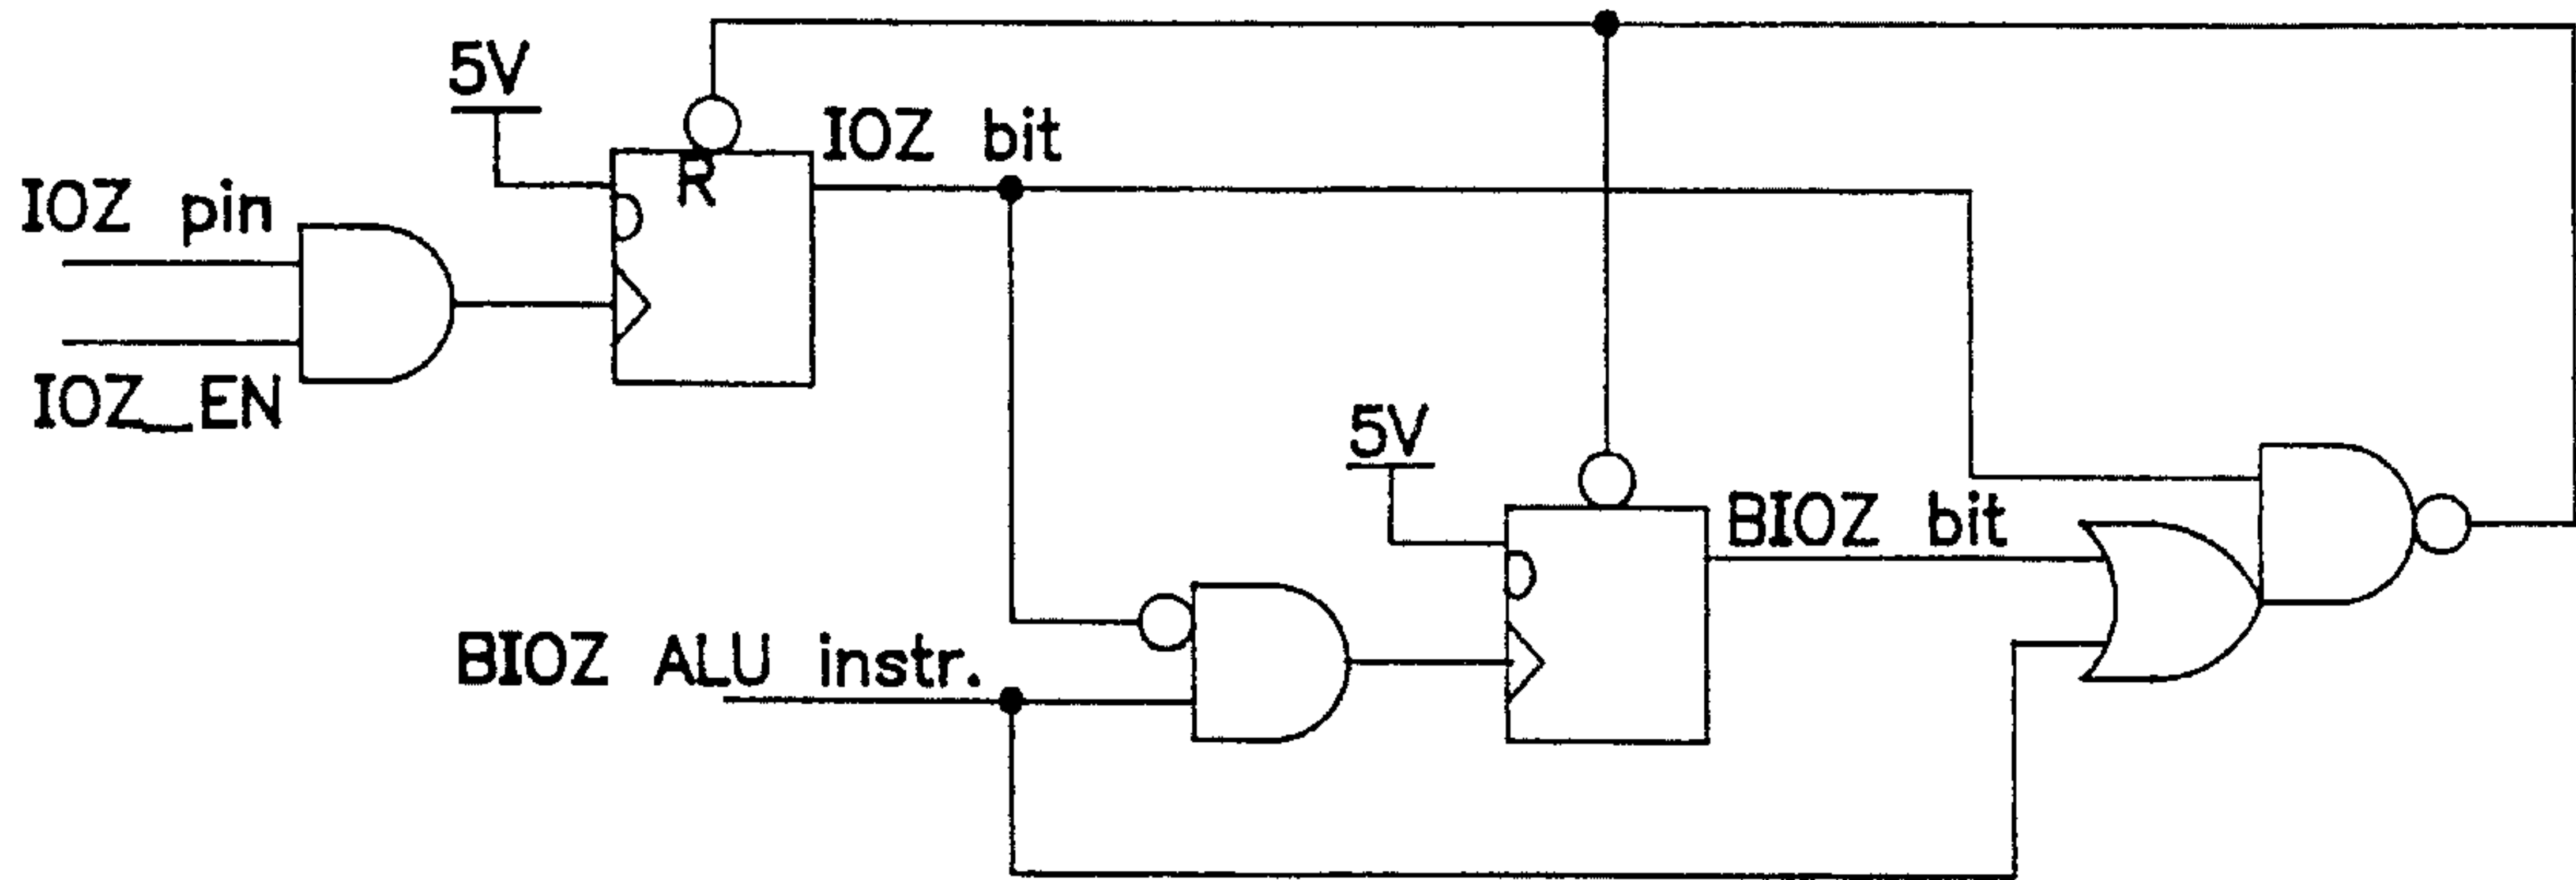 5V
IOZ bit
R
IOZ pin
IOZ_EN
5V
BIOZ bit
BIOZ ALU instr.